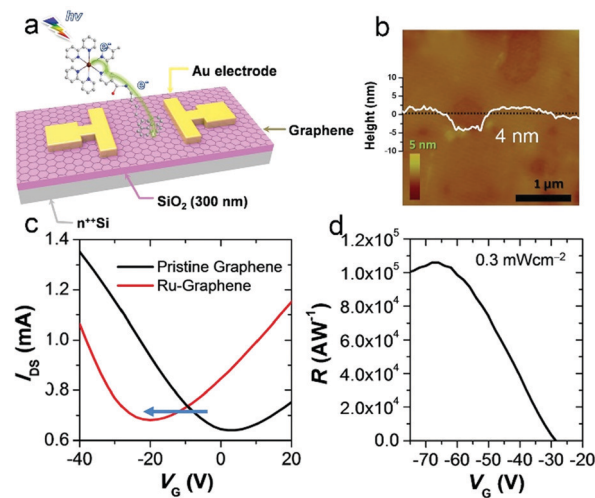 a
hν
e-
e-
Au electrode
Graphene
SiO₂ (300 nm)
n⁺⁺Si
b
Height (nm)
10
5
0
-5
-10
4 nm
5 nm
1 μm
c
Pristine Graphene
Ru-Graphene
I_DS (mA)
1.4
1.2
1.0
0.8
0.6
-40
-20
0
20
V_G (V)
d
0.3 mWcm⁻²
R (AW⁻¹)
1.2x10⁵
1.0x10⁵
8.0x10⁴
6.0x10⁴
4.0x10⁴
2.0x10⁴
0.0
-70
-60
-50
-40
-30
-20
V_G (V)